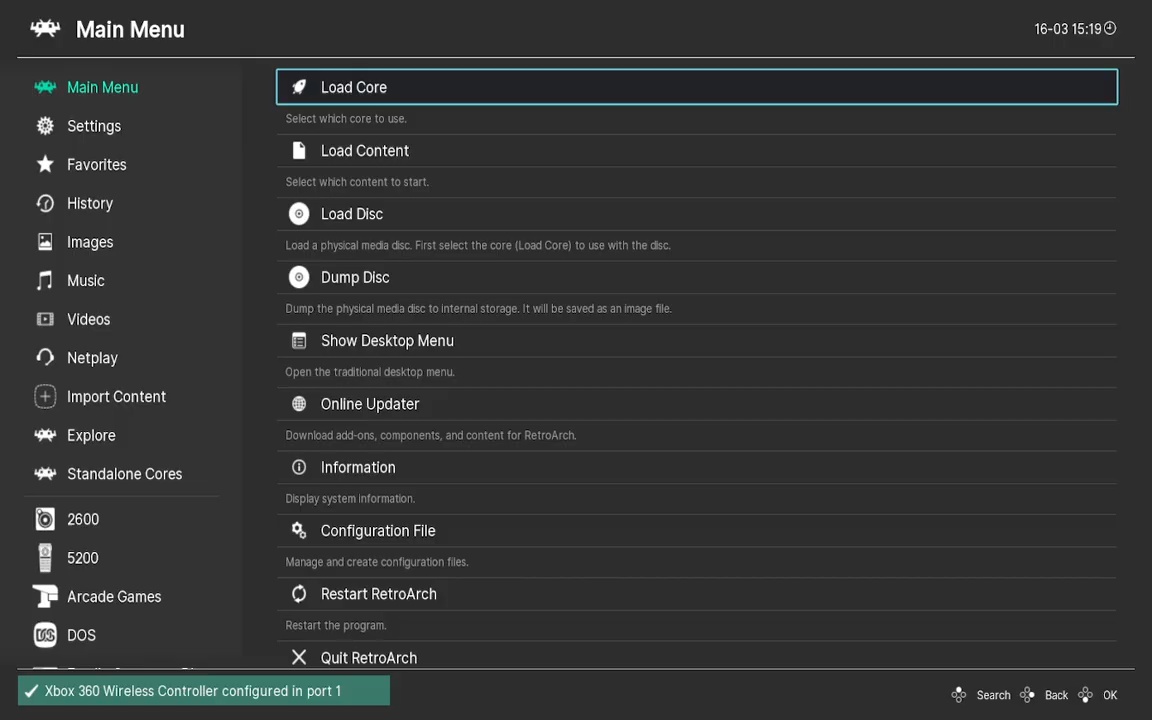 Main Menu
16-03 15:19
Main Menu
Settings
Favorites
History
Images
Music
Videos
Netplay
Import Content
Explore
Standalone Cores
2600
5200
Arcade Games
DOS
Load Core
Select which core to use.
Load Content
Select which content to start.
Load Disc
Load a physical media disc. First select the core (Load Core) to use with the disc.
Dump Disc
Dump the physical media disc to internal storage. It will be saved as an image file.
Show Desktop Menu
Open the traditional desktop menu.
Online Updater
Download add-ons, components, and content for RetroArch.
Information
Display system information.
Configuration File
Manage and create configuration files.
Restart RetroArch
Restart the program.
Quit RetroArch
Xbox 360 Wireless Controller configured in port 1
Search Back OK